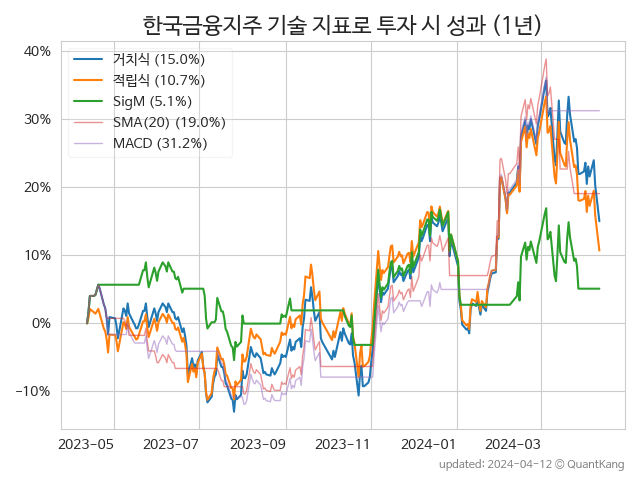 한국금융지주 기술 지표로 투자 시 성과 (1년)
거치식 (15.0%)
적립식 (10.7%)
SigM (5.1%)
SMA(20) (19.0%)
MACD (31.2%)
40%
30%
20%
10%
0%
−10%
2023-05 2023-07 2023-09 2023-11 2024-01 2024-03
updated: 2024-04-12 © QuantKang